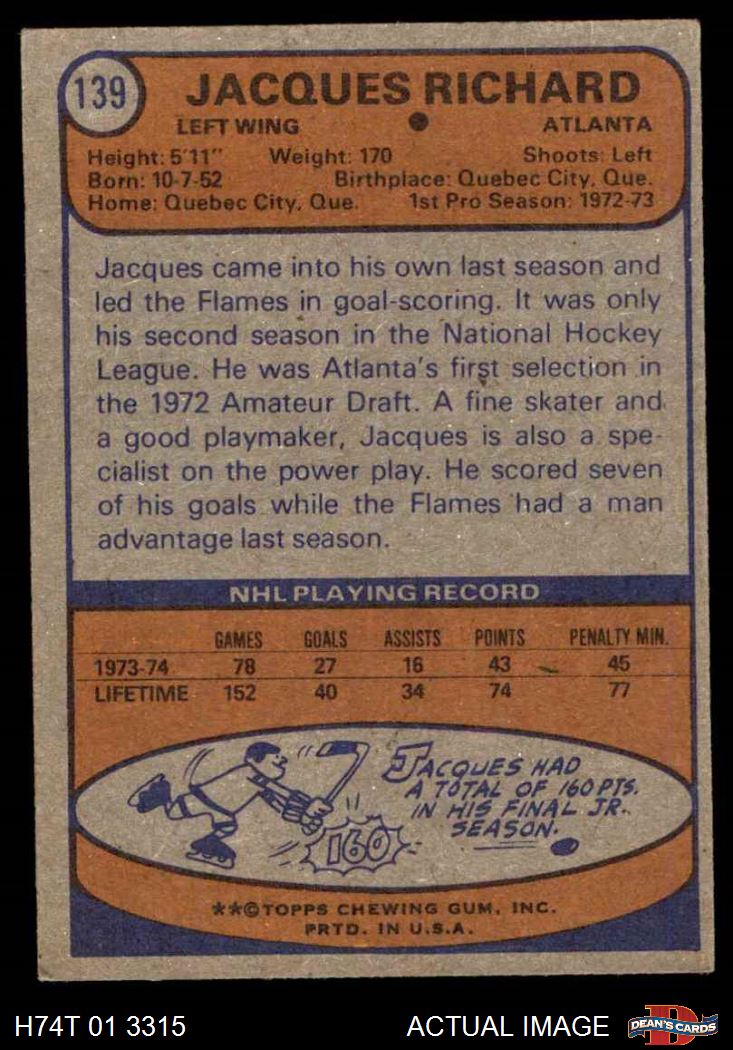 139
JACQUES RICHARD
LEFT WING ● ATLANTA
Height: 5'11" Weight: 170 Shoots: Left
Born: 10-7-52 Birthplace: Quebec City, Que.
Home: Quebec City, Que. 1st Pro Season: 1972-73
Jacques came into his own last season and
led the Flames in goal-scoring. It was only
his second season in the National Hockey
League. He was Atlanta's first selection in
the 1972 Amateur Draft. A fine skater and
a good playmaker, Jacques is also a spe-
cialist on the power play. He scored seven
of his goals while the Flames had a man
advantage last season.
NHL PLAYING RECORD
GAMES GOALS ASSISTS POINTS PENALTY MIN.
1973-74 78 27 16 43 45
LIFETIME 152 40 34 74 77
JACQUES HAD
A TOTAL OF 160 PTS.
IN HIS FINAL JR.
SEASON.
160
**©TOPPS CHEWING GUM, INC.
PRTD. IN U.S.A.
H74T 01 3315 ACTUAL IMAGE
D
DEAN'S CARDS